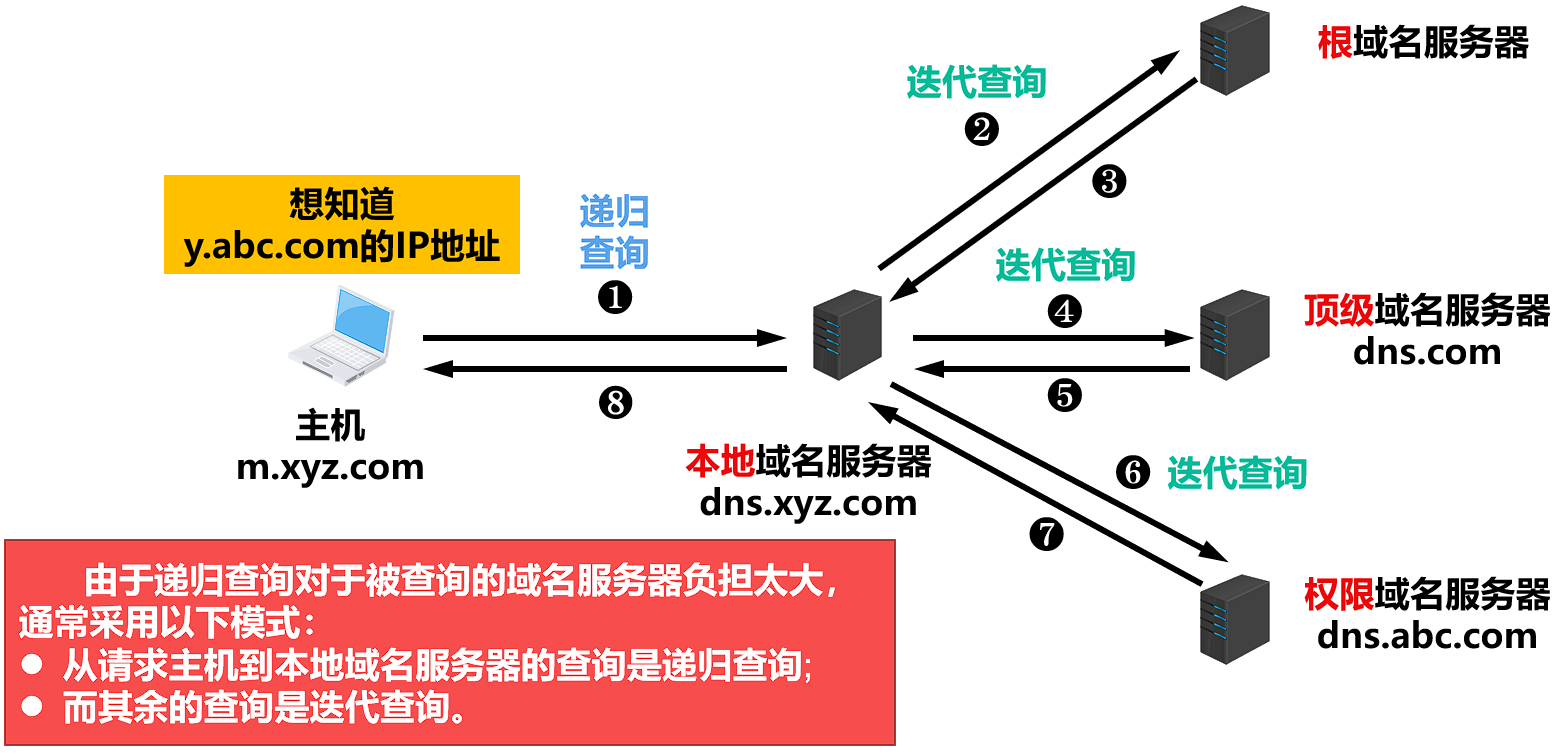 根域名服务器
迭代查询
❷
❸
想知道
y.abc.com的IP地址
递归
查询
❶
迭代查询
❹
顶级域名服务器
dns.com
❺
❽
主机
m.xyz.com
本地域名服务器
dns.xyz.com
❻ 迭代查询
❼
权限域名服务器
dns.abc.com
由于递归查询对于被查询的域名服务器负担太大，
通常采用以下模式：
● 从请求主机到本地域名服务器的查询是递归查询；
● 而其余的查询是迭代查询。